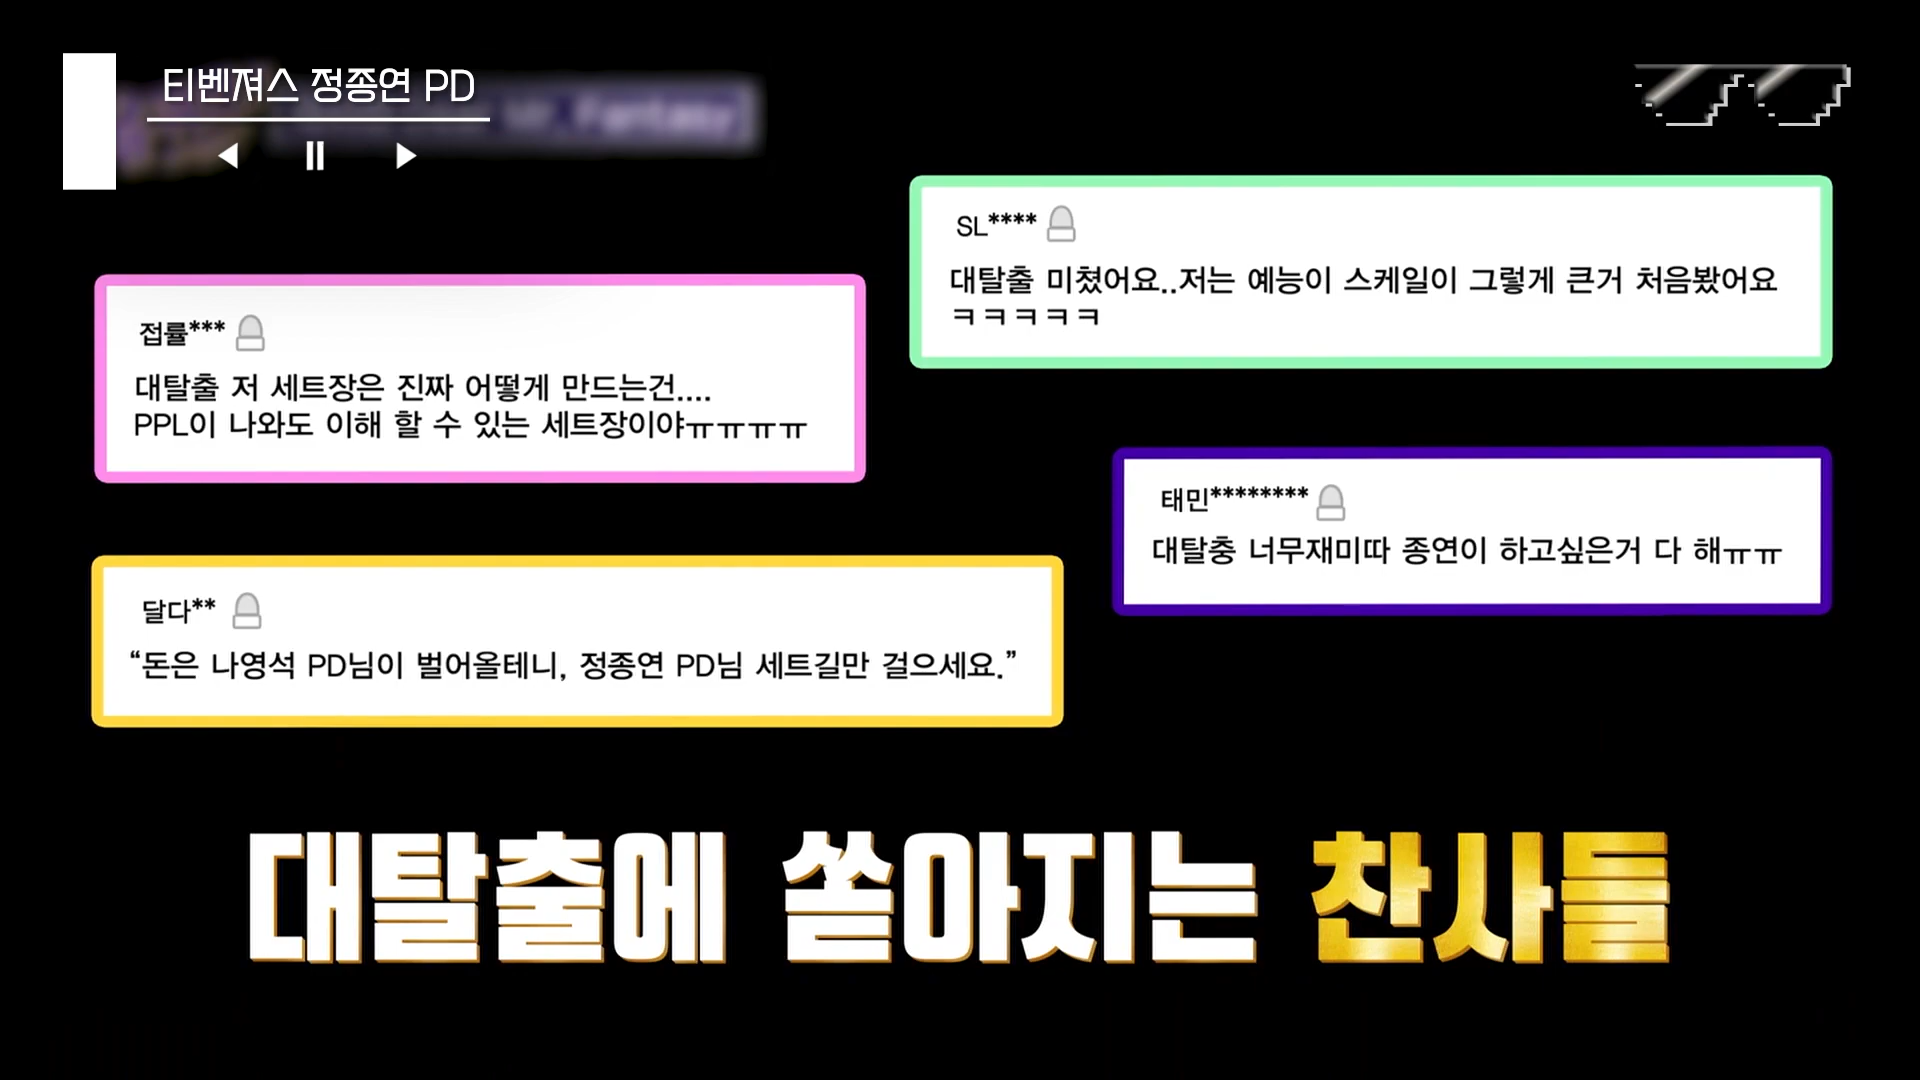 티벤져스 정종연 PD
Mr. Fantasy
SL****
대탈출 미쳤어요..저는 예능이 스케일이 그렇게 큰거 처음봤어요
ㅋㅋㅋㅋㅋ
접률***
대탈출 저 세트장은 진짜 어떻게 만드는건....
PPL이 나와도 이해 할 수 있는 세트장이야ㅠㅠㅠㅠ
태민********
대탈충 너무재미따 종연이 하고싶은거 다 해ㅠㅠ
달다**
“돈은 나영석 PD님이 벌어올테니, 정종연 PD님 세트길만 걸으세요.”
대탈출에 쏟아지는 찬사들